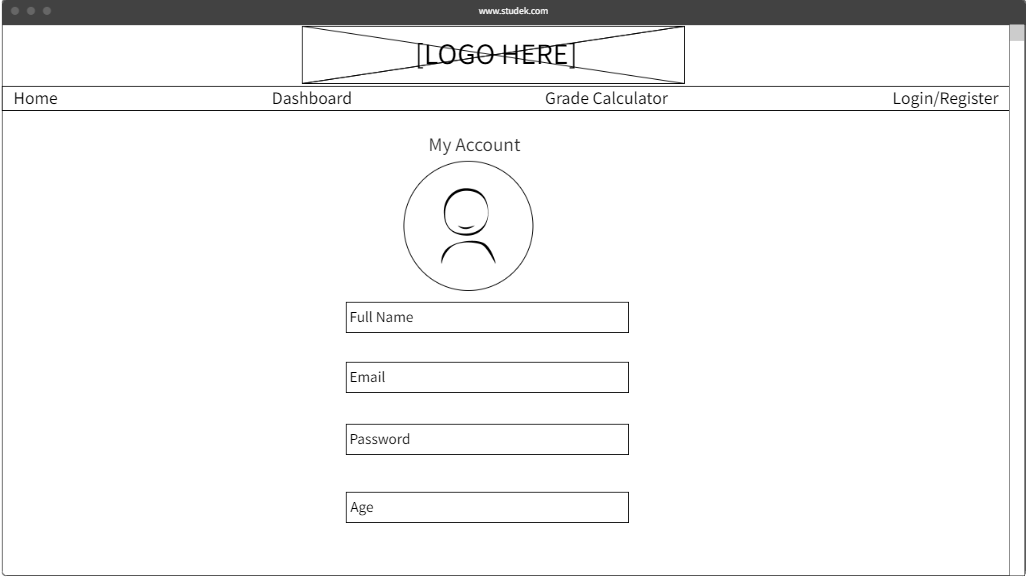 www.studek.com
[LOGO HERE]
Home Dashboard Grade Calculator Login/Register
My Account
Full Name
Email
Password
Age